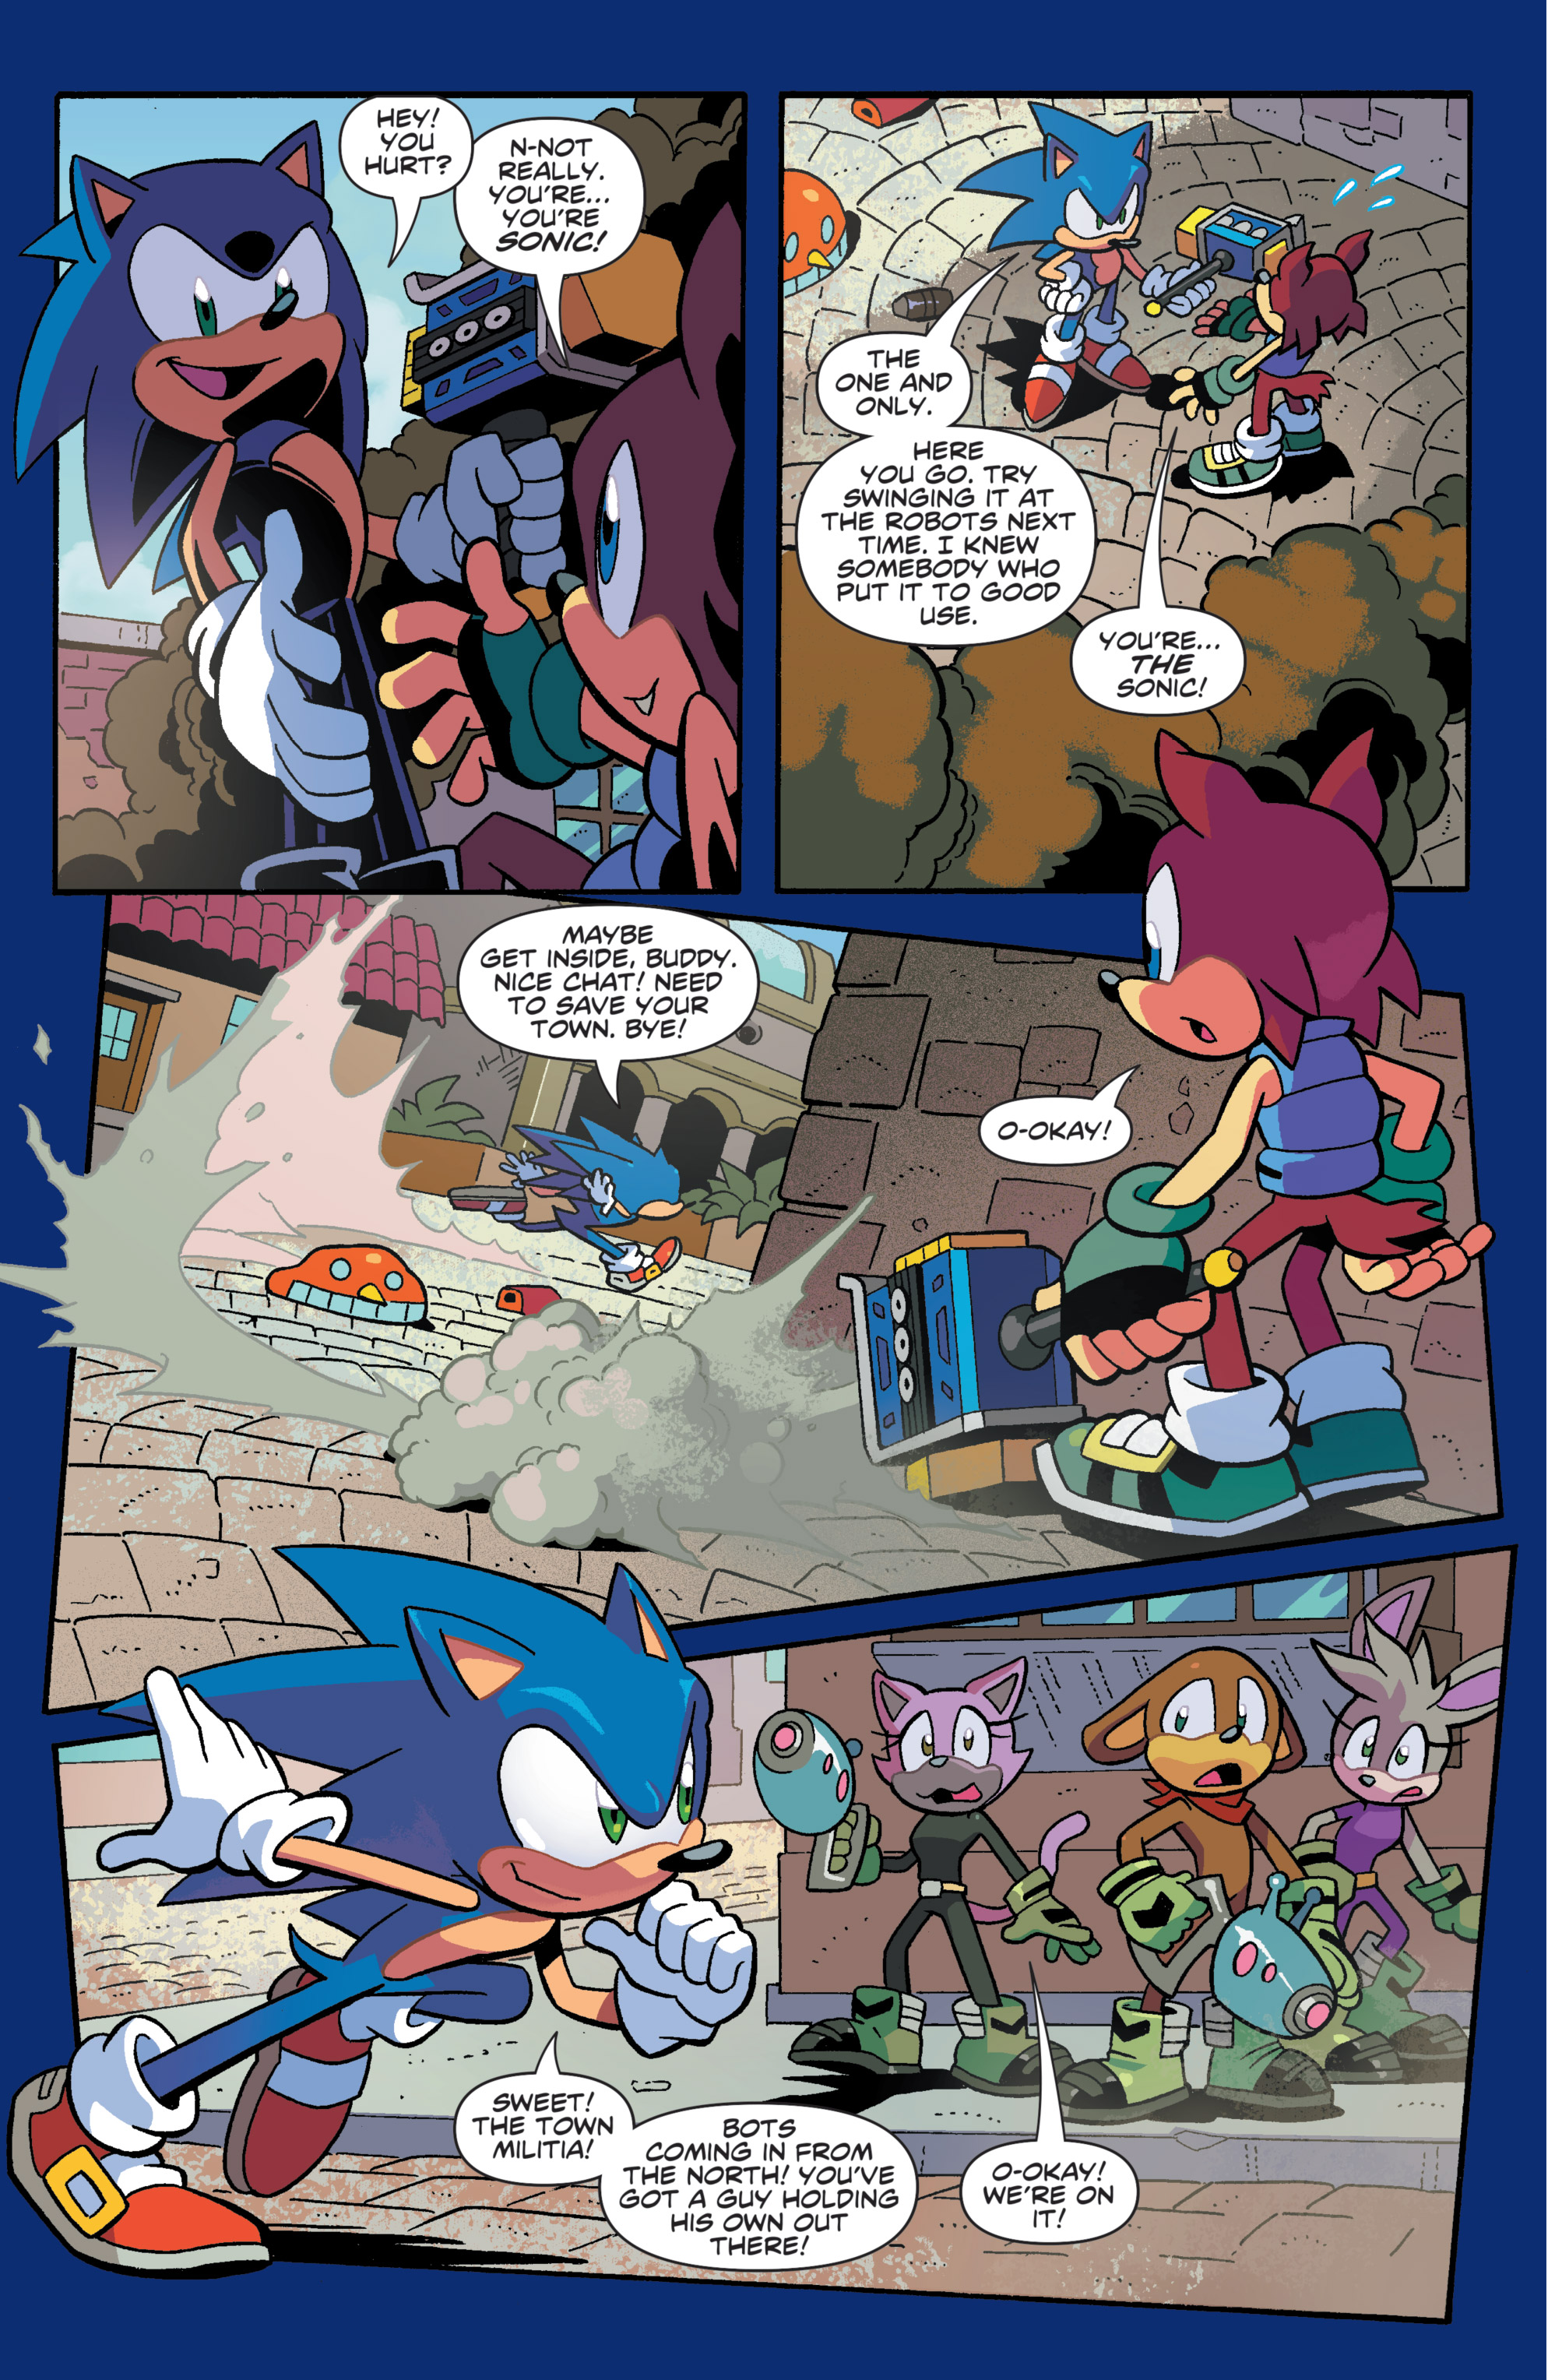 HEY!
YOU
HURT?
N-NOT
REALLY.
YOU'RE...
YOU'RE
SONIC!
THE
ONE AND
ONLY.
HERE
YOU GO. TRY
SWINGING IT AT
THE ROBOTS NEXT
TIME. I KNEW
SOMEBODY WHO
PUT IT TO GOOD
USE.
YOU'RE...
THE
SONIC!
MAYBE
GET INSIDE, BUDDY.
NICE CHAT! NEED
TO SAVE YOUR
TOWN. BYE!
O-OKAY!
SWEET!
THE TOWN
MILITIA!
BOTS
COMING IN FROM
THE NORTH! YOU'VE
GOT A GUY HOLDING
HIS OWN OUT
THERE!
O-OKAY!
WE'RE ON
IT!